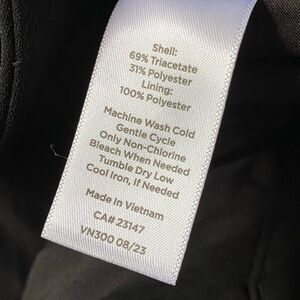 Shell:
69% Triacetate
31% Polyester
Lining:
100% Polyester
Machine Wash Cold
Gentle Cycle
Only Non-Chlorine
Bleach When Needed
Tumble Dry Low
Cool Iron, If Needed
Made In Vietnam
CA# 23147
VN300 08/23